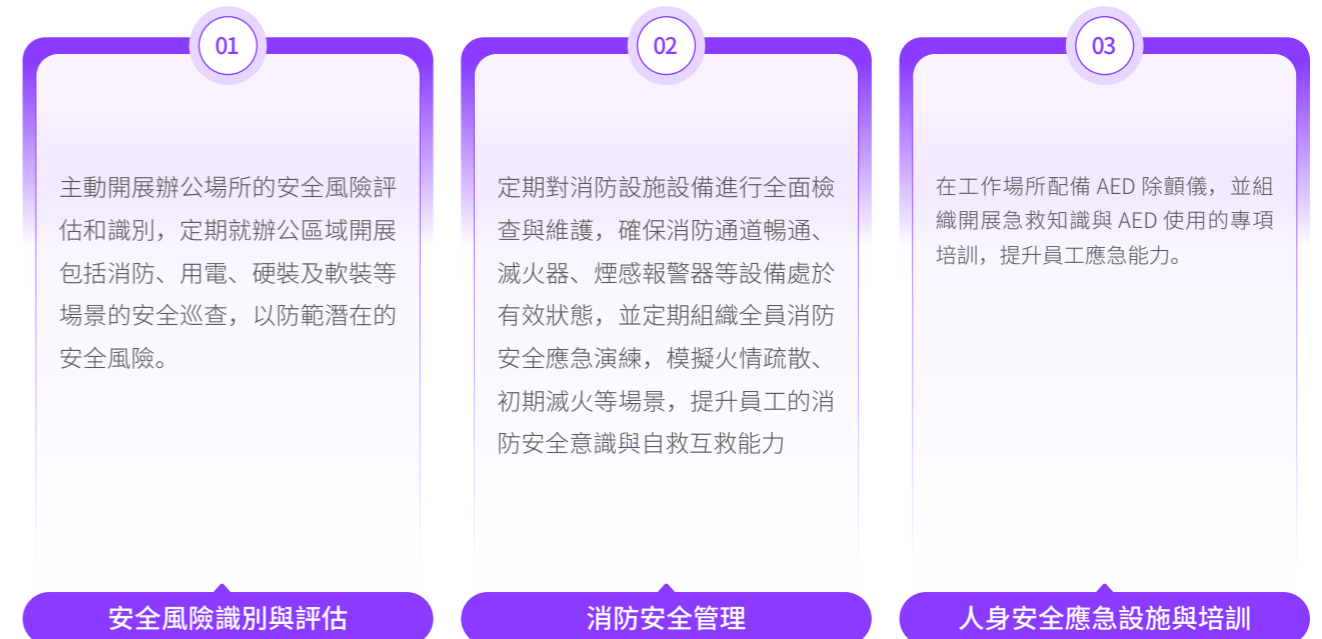 01
主動開展辦公場所的安全風險評
估和識別，定期就辦公區域開展
包括消防、用電、硬裝及軟裝等
場景的安全巡查，以防範潛在的
安全風險。
安全風險識別與評估
02
定期對消防設施設備進行全面檢
查與維護，確保消防通道暢通、
滅火器、煙感報警器等設備處於
有效狀態，並定期組織全員消防
安全應急演練，模擬火情疏散、
初期滅火等場景，提升員工的消
防安全意識與自救互救能力
消防安全管理
03
在工作場所配備 AED 除顫儀，並組
織開展急救知識與 AED 使用的專項
培訓，提升員工應急能力。
人身安全應急設施與培訓